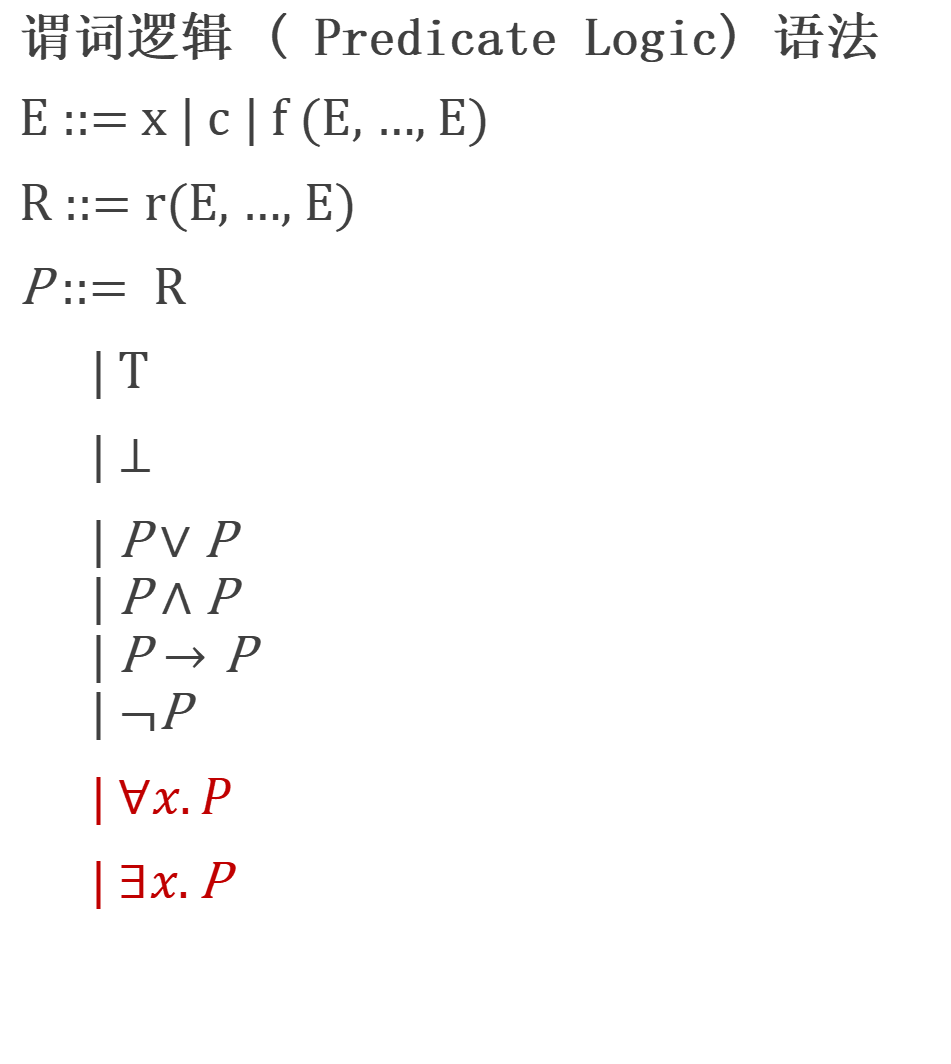 谓词逻辑 ( Predicate Logic) 语法
E ::= x | c | f (E, ..., E)
R ::= r(E, ..., E)
P ::= R
| T
| ⊥
| P ∨ P
| P ∧ P
| P → P
| ¬P
| ∀x. P
| ∃x. P